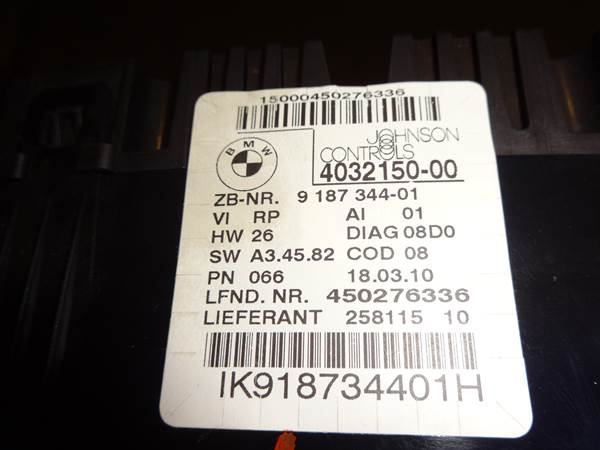 15000450276336
BMW
JOHNSON
CONTROLS
4032150-00
ZB-NR. 9 187 344-01
VI RP AI 01
HW 26 DIAG 08D0
SW A3.45.82 COD 08
PN 066 18.03.10
LFND. NR. 450276336
LIEFERANT 258115 10
IK918734401H